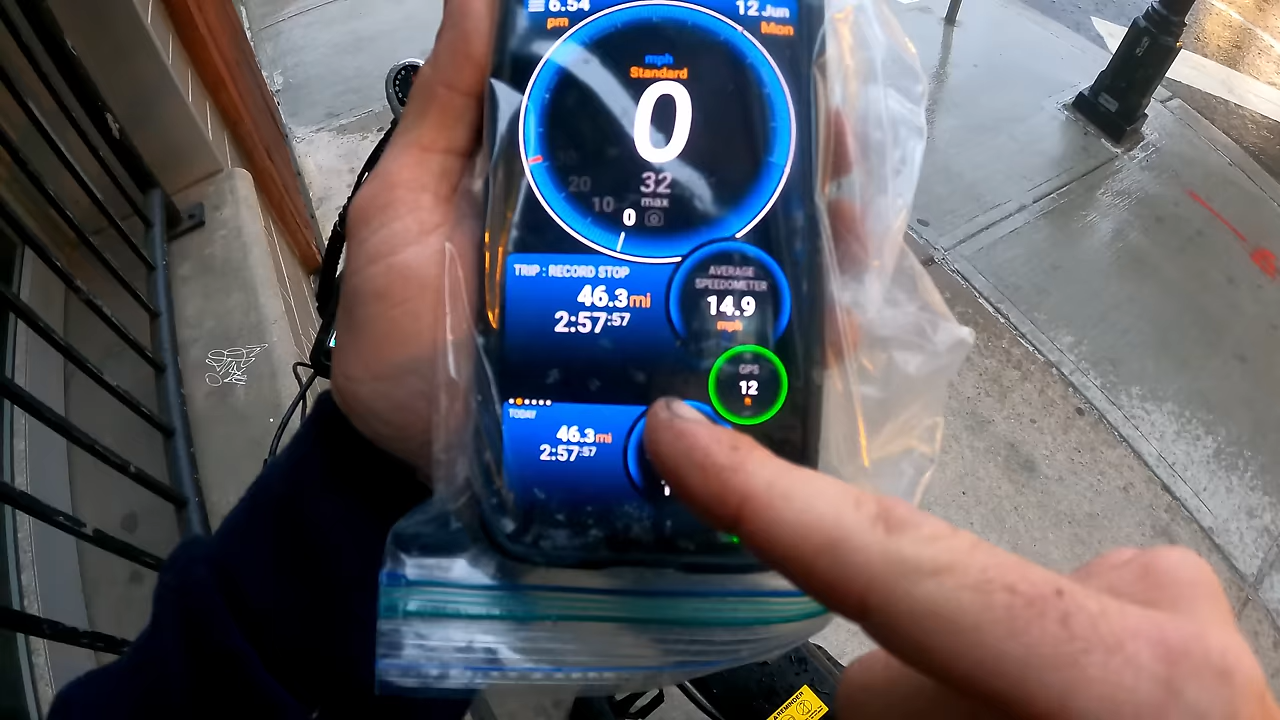 6.54
pm
12 Jun
Mon
mph
Standard
0
20
32
10
max
0
TRIP : RECORD STOP
46.3mi
2:57:57
AVERAGE
SPEEDOMETER
14.9
mph
GPS
12
ft
TODAY
46.3mi
2:57:57